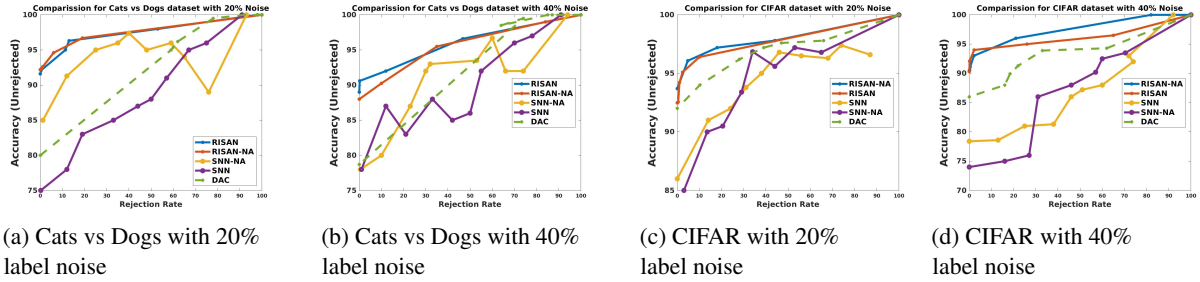 Comparission for Cats vs Dogs dataset with 20% Noise
100
95
90
85
80
75
Accuracy (Unrejected)
0 10 20 30 40 50 60 70 80 90 100
Rejection Rate
RISAN
RISAN-NA
SNN-NA
SNN
DAC
(a) Cats vs Dogs with 20%
label noise
Comparission for Cats vs Dogs dataset with 40% Noise
100
95
90
85
80
75
Accuracy (Unrejected)
0 10 20 30 40 50 60 70 80 90 100
Rejection Rate
RISAN-NA
RISAN
SNN
SNN-NA
DAC
(b) Cats vs Dogs with 40%
label noise
Comparission for CIFAR dataset with 20% Noise
100
95
90
85
Accuracy (Unrejected)
0 10 20 30 40 50 60 70 80 90 100
Rejection Rate
RISAN-NA
RISAN
SNN
SNN-NA
DAC
(c) CIFAR with 20%
label noise
Comparission for CIFAR dataset with 40% Noise
100
95
90
85
80
75
70
Accuracy (Unrejected)
0 10 20 30 40 50 60 70 80 90 100
Rejection Rate
RISAN-NA
RISAN
SNN
SNN-NA
DAC
(d) CIFAR with 40%
label noise